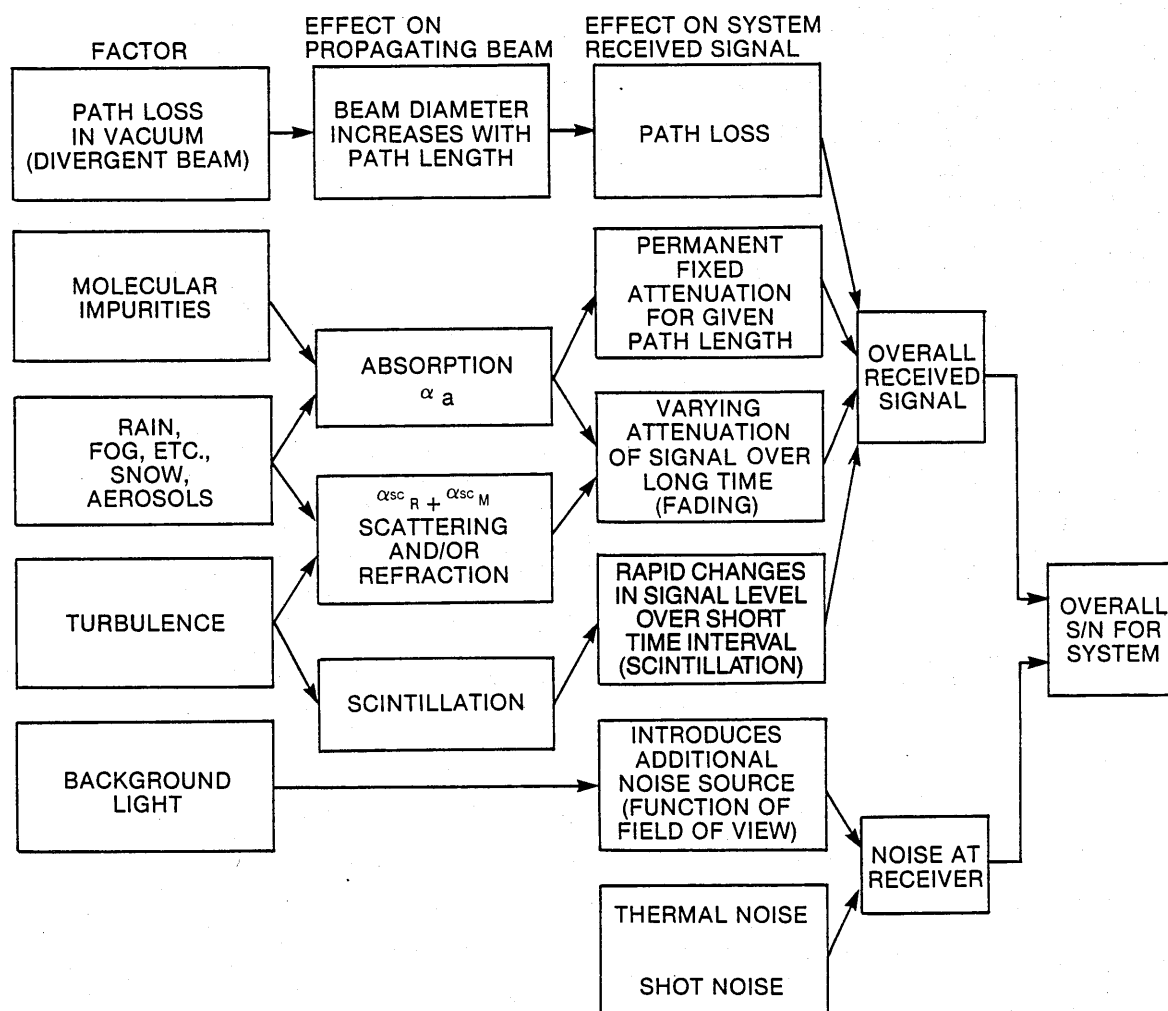 FACTOR
EFFECT ON
PROPAGATING BEAM
EFFECT ON SYSTEM
RECEIVED SIGNAL
PATH LOSS
IN VACUUM
(DIVERGENT BEAM)
BEAM DIAMETER
INCREASES WITH
PATH LENGTH
PATH LOSS
MOLECULAR
IMPURITIES
ABSORPTION
α a
PERMANENT
FIXED
ATTENUATION
FOR GIVEN
PATH LENGTH
OVERALL
RECEIVED
SIGNAL
RAIN,
FOG, ETC.,
SNOW,
AEROSOLS
αsc R + αsc M
SCATTERING
AND/OR
REFRACTION
VARYING
ATTENUATION
OF SIGNAL OVER
LONG TIME
(FADING)
TURBULENCE
SCINTILLATION
RAPID CHANGES
IN SIGNAL LEVEL
OVER SHORT
TIME INTERVAL
(SCINTILLATION)
OVERALL
S/N FOR
SYSTEM
BACKGROUND
LIGHT
INTRODUCES
ADDITIONAL
NOISE SOURCE
(FUNCTION OF
FIELD OF VIEW)
NOISE AT
RECEIVER
THERMAL NOISE
SHOT NOISE